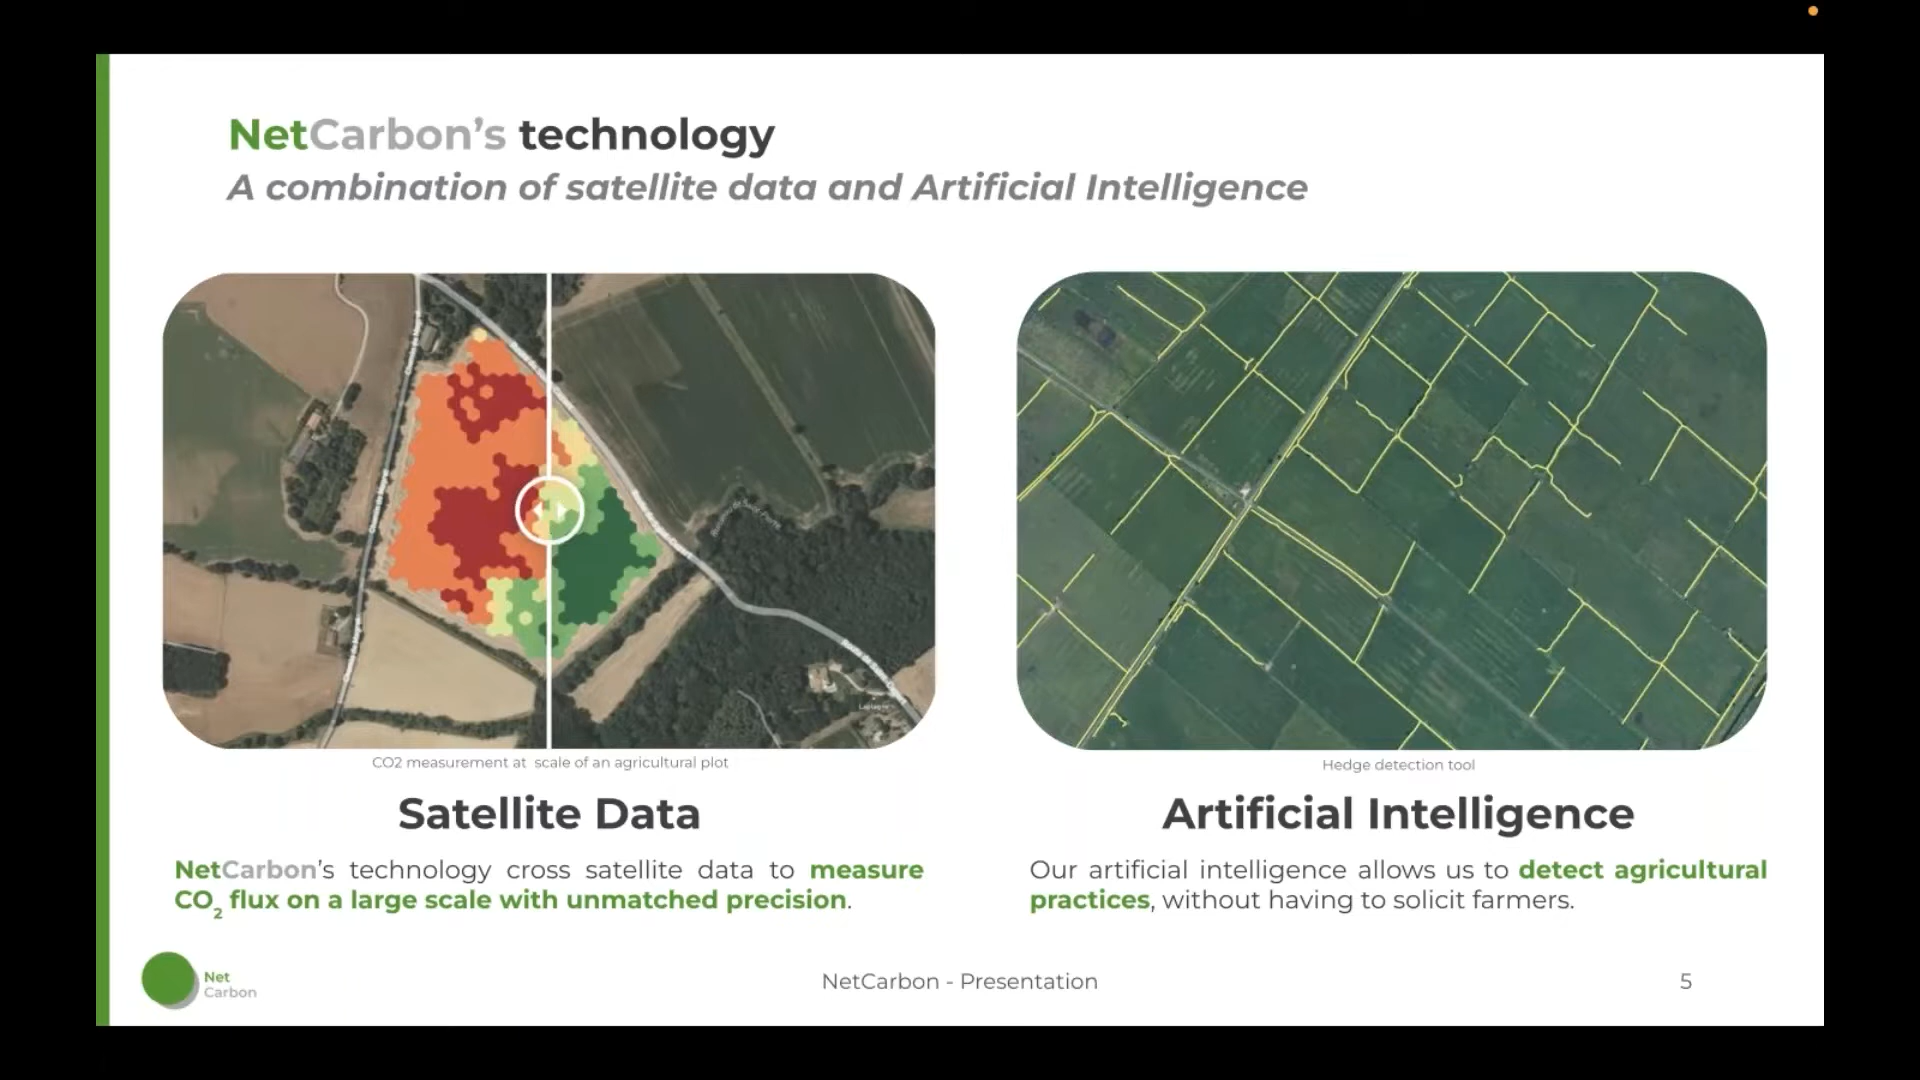 NetCarbon's technology
A combination of satellite data and Artificial Intelligence
CO2 measurement at scale of an agricultural plot
Hedge detection tool
Satellite Data
Artificial Intelligence
NetCarbon's technology cross satellite data to measure
CO2 flux on a large scale with unmatched precision.
Our artificial intelligence allows us to detect agricultural
practices, without having to solicit farmers.
Net
Carbon
NetCarbon - Presentation
5